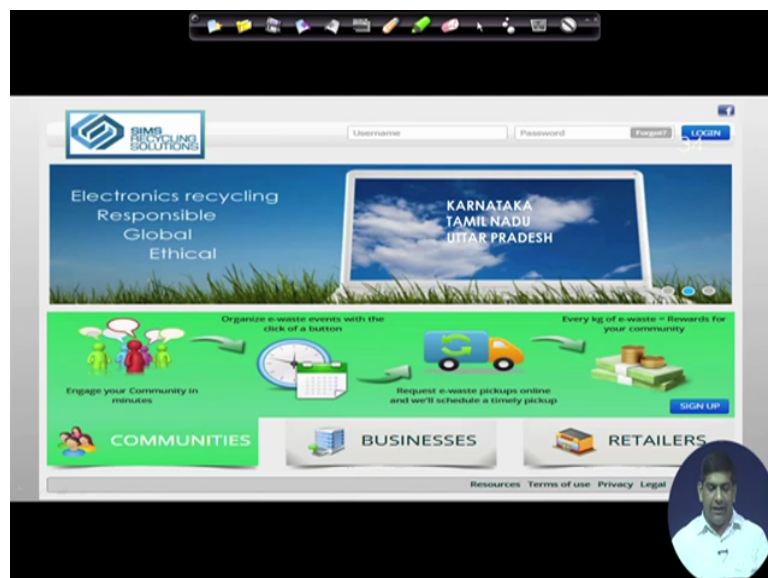 SIMS
RECYCLING
SOLUTIONS
Username
Password
Forgot?
LOGIN
34
Electronics recycling
Responsible
Global
Ethical
KARNATAKA
TAMIL NADU
UTTAR PRADESH
Engage your Community in
minutes
Organize e-waste events with the
click of a button
Request e-waste pickups online
and we'll schedule a timely pickup
Every kg of e-waste = Rewards for
your community
SIGN UP
COMMUNITIES
BUSINESSES
RETAILERS
Resources Terms of use Privacy Legal